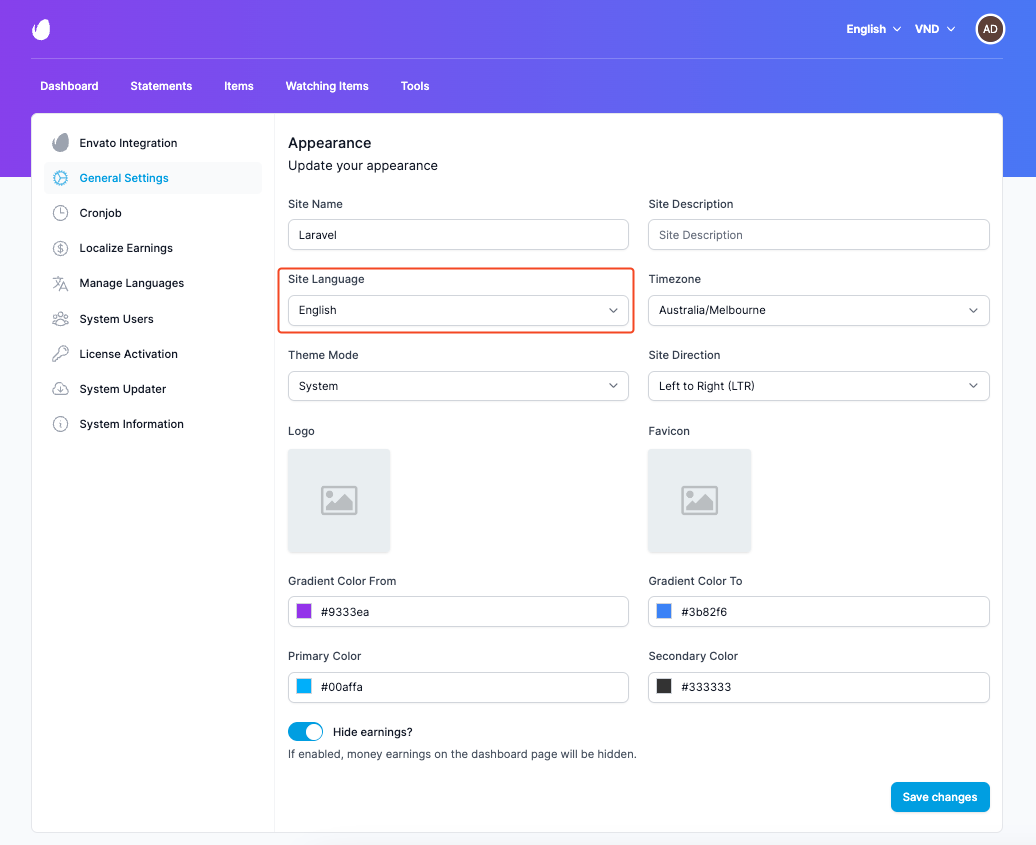 English VND AD
Dashboard Statements Items Watching Items Tools
Envato Integration
General Settings
Cronjob
Localize Earnings
Manage Languages
System Users
License Activation
System Updater
System Information
Appearance
Update your appearance
Site Name Site Description
Laravel Site Description
Site Language Timezone
English Australia/Melbourne
Theme Mode Site Direction
System Left to Right (LTR)
Logo Favicon
Gradient Color From Gradient Color To
#9333ea #3b82f6
Primary Color Secondary Color
#00affa #333333
Hide earnings?
If enabled, money earnings on the dashboard page will be hidden.
Save changes